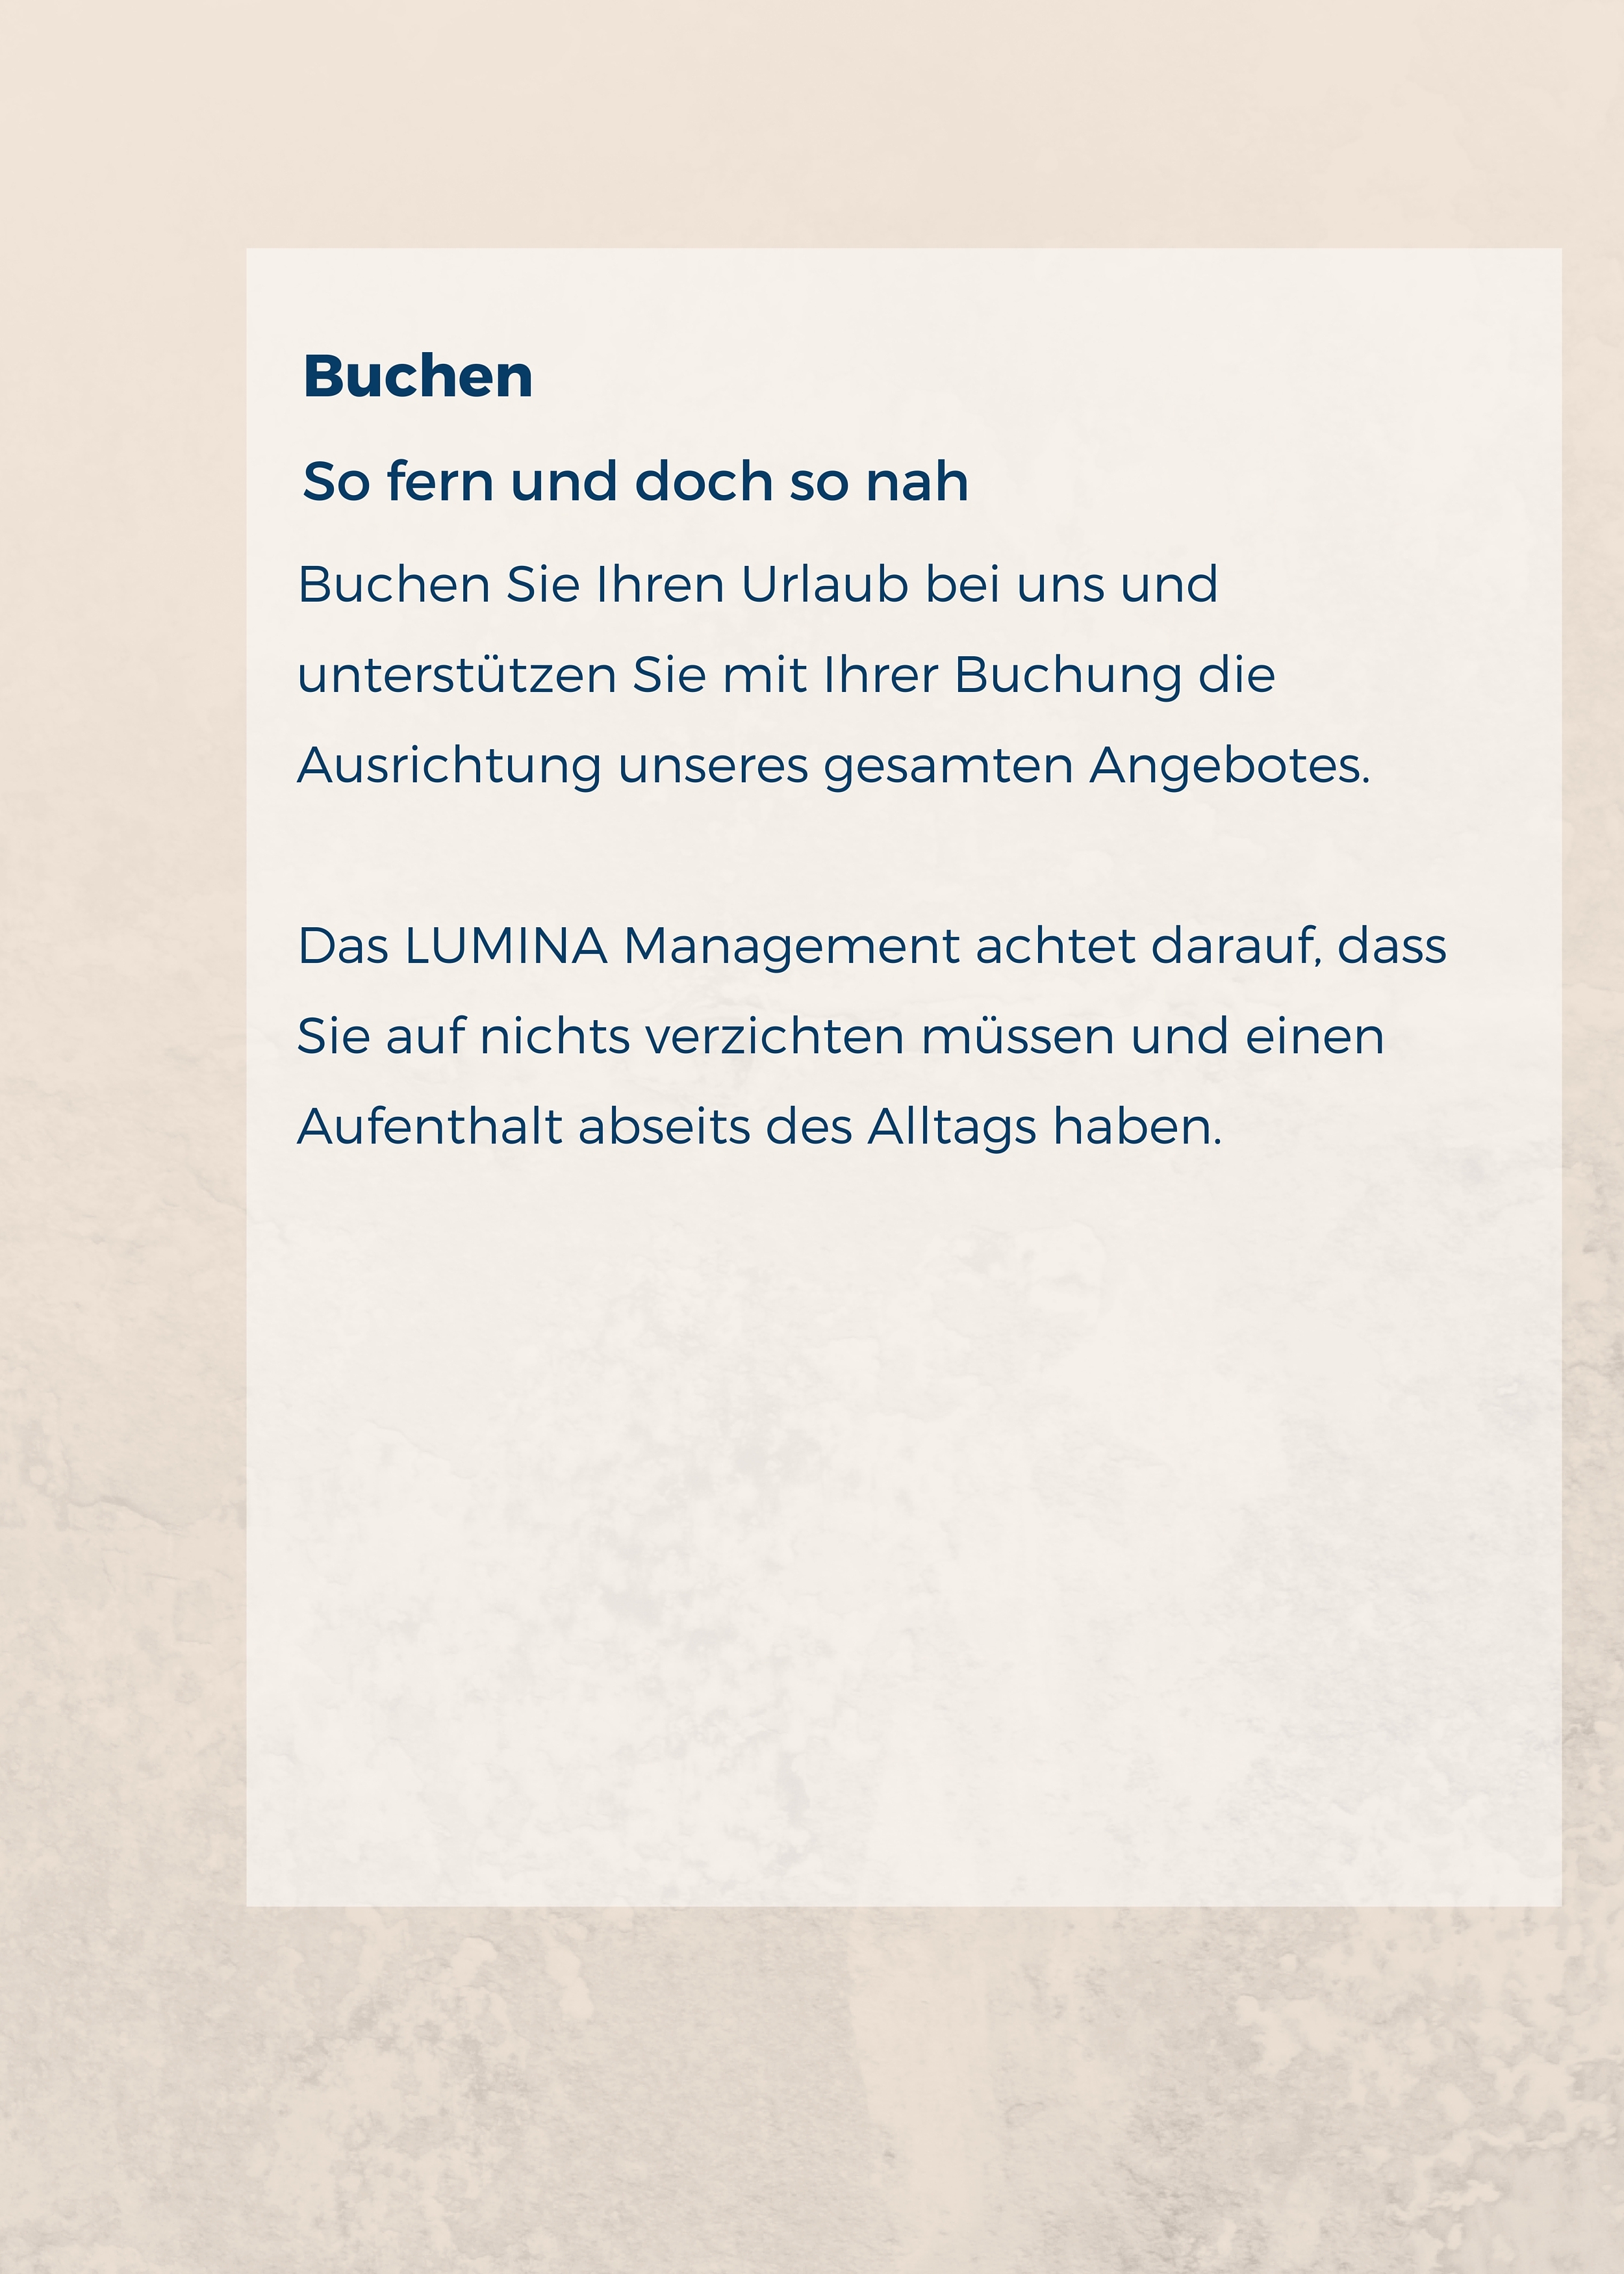 Buchen
So fern und doch so nah
Buchen Sie Ihren Urlaub bei uns und
unterstützen Sie mit Ihrer Buchung die
Ausrichtung unseres gesamten Angebotes.
Das LUMINA Management achtet darauf, dass
Sie auf nichts verzichten müssen und einen
Aufenthalt abseits des Alltags haben.